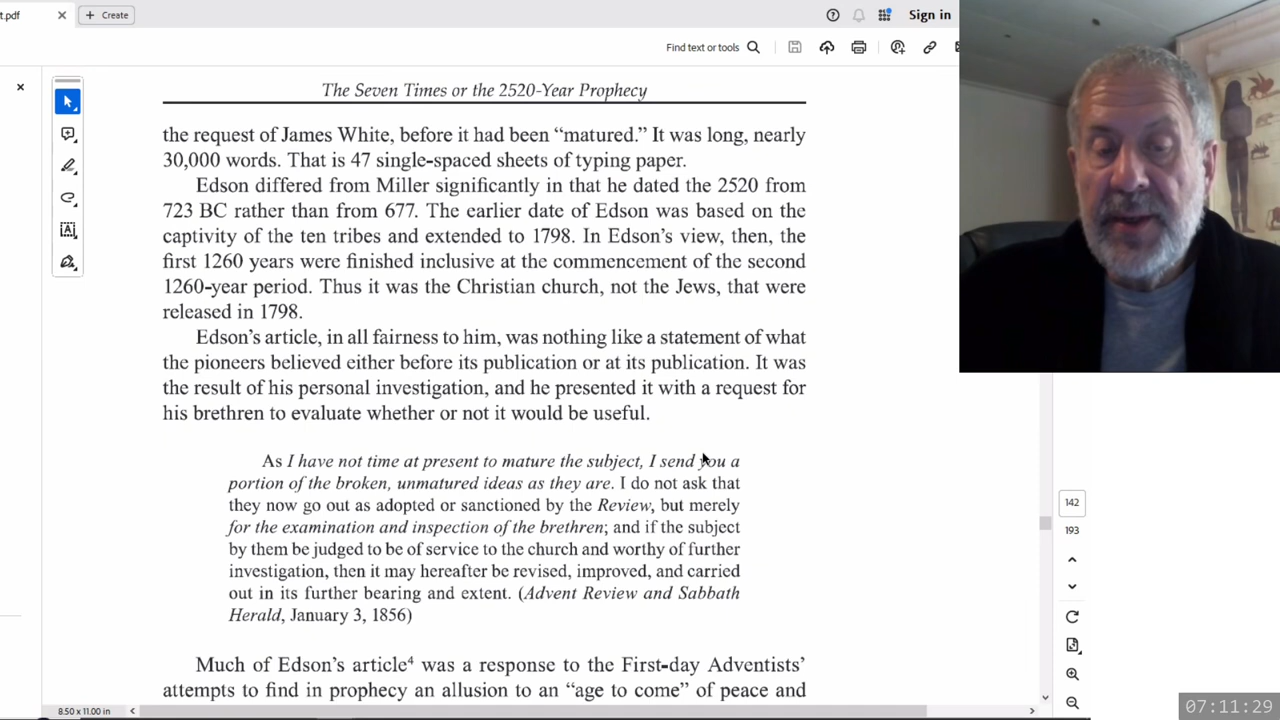 t.pdf
Create
Sign in
Find text or tools
The Seven Times or the 2520-Year Prophecy
the request of James White, before it had been “matured.” It was long, nearly
30,000 words. That is 47 single-spaced sheets of typing paper.
Edson differed from Miller significantly in that he dated the 2520 from
723 BC rather than from 677. The earlier date of Edson was based on the
captivity of the ten tribes and extended to 1798. In Edson’s view, then, the
first 1260 years were finished inclusive at the commencement of the second
1260-year period. Thus it was the Christian church, not the Jews, that were
released in 1798.
Edson’s article, in all fairness to him, was nothing like a statement of what
the pioneers believed either before its publication or at its publication. It was
the result of his personal investigation, and he presented it with a request for
his brethren to evaluate whether or not it would be useful.
As I have not time at present to mature the subject, I send you a
portion of the broken, unmatured ideas as they are. I do not ask that
they now go out as adopted or sanctioned by the Review, but merely
for the examination and inspection of the brethren; and if the subject
by them be judged to be of service to the church and worthy of further
investigation, then it may hereafter be revised, improved, and carried
out in its further bearing and extent. (Advent Review and Sabbath
Herald, January 3, 1856)
Much of Edson’s article⁴ was a response to the First-day Adventists’
attempts to find in prophecy an allusion to an “age to come” of peace and
142
193
8.50 x 11.00 in
07:11:29